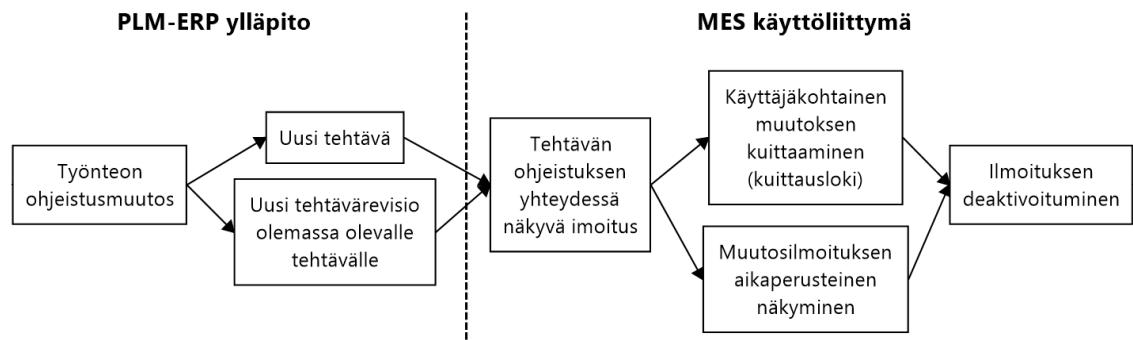 PLM-ERP ylläpito
MES käyttöliittymä
Työnteon
ohjeistusmuutos
Uusi tehtävä
Uusi tehtävärevisio
olemassa olevalle
tehtävälle
Tehtävän
ohjeistuksen
yhteydessä
näkyvä imoitus
Käyttäjäkohtainen
muutoksen
kuittaaminen
(kuittausloki)
Muutosilmoituksen
aikaperusteinen
näkyminen
Ilmoituksen
deaktivoituminen